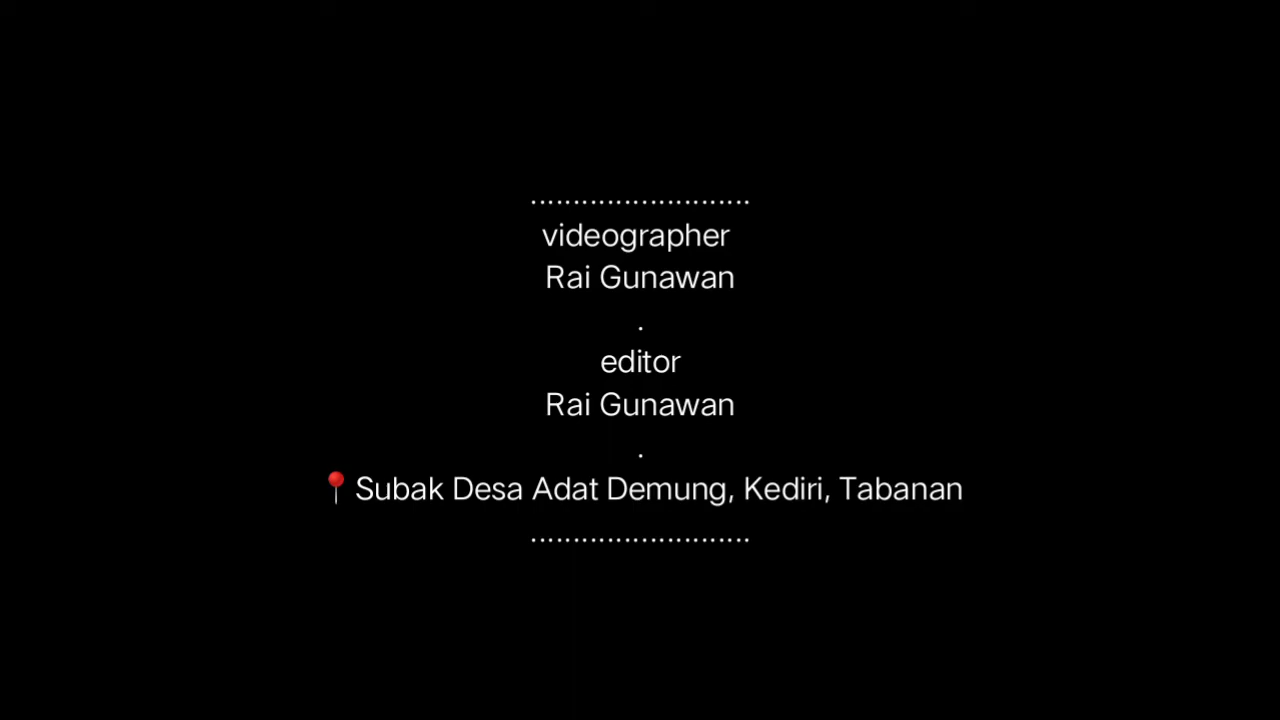 ..........................
videographer
Rai Gunawan
.
editor
Rai Gunawan
.
📍Subak Desa Adat Demung, Kediri, Tabanan
..........................